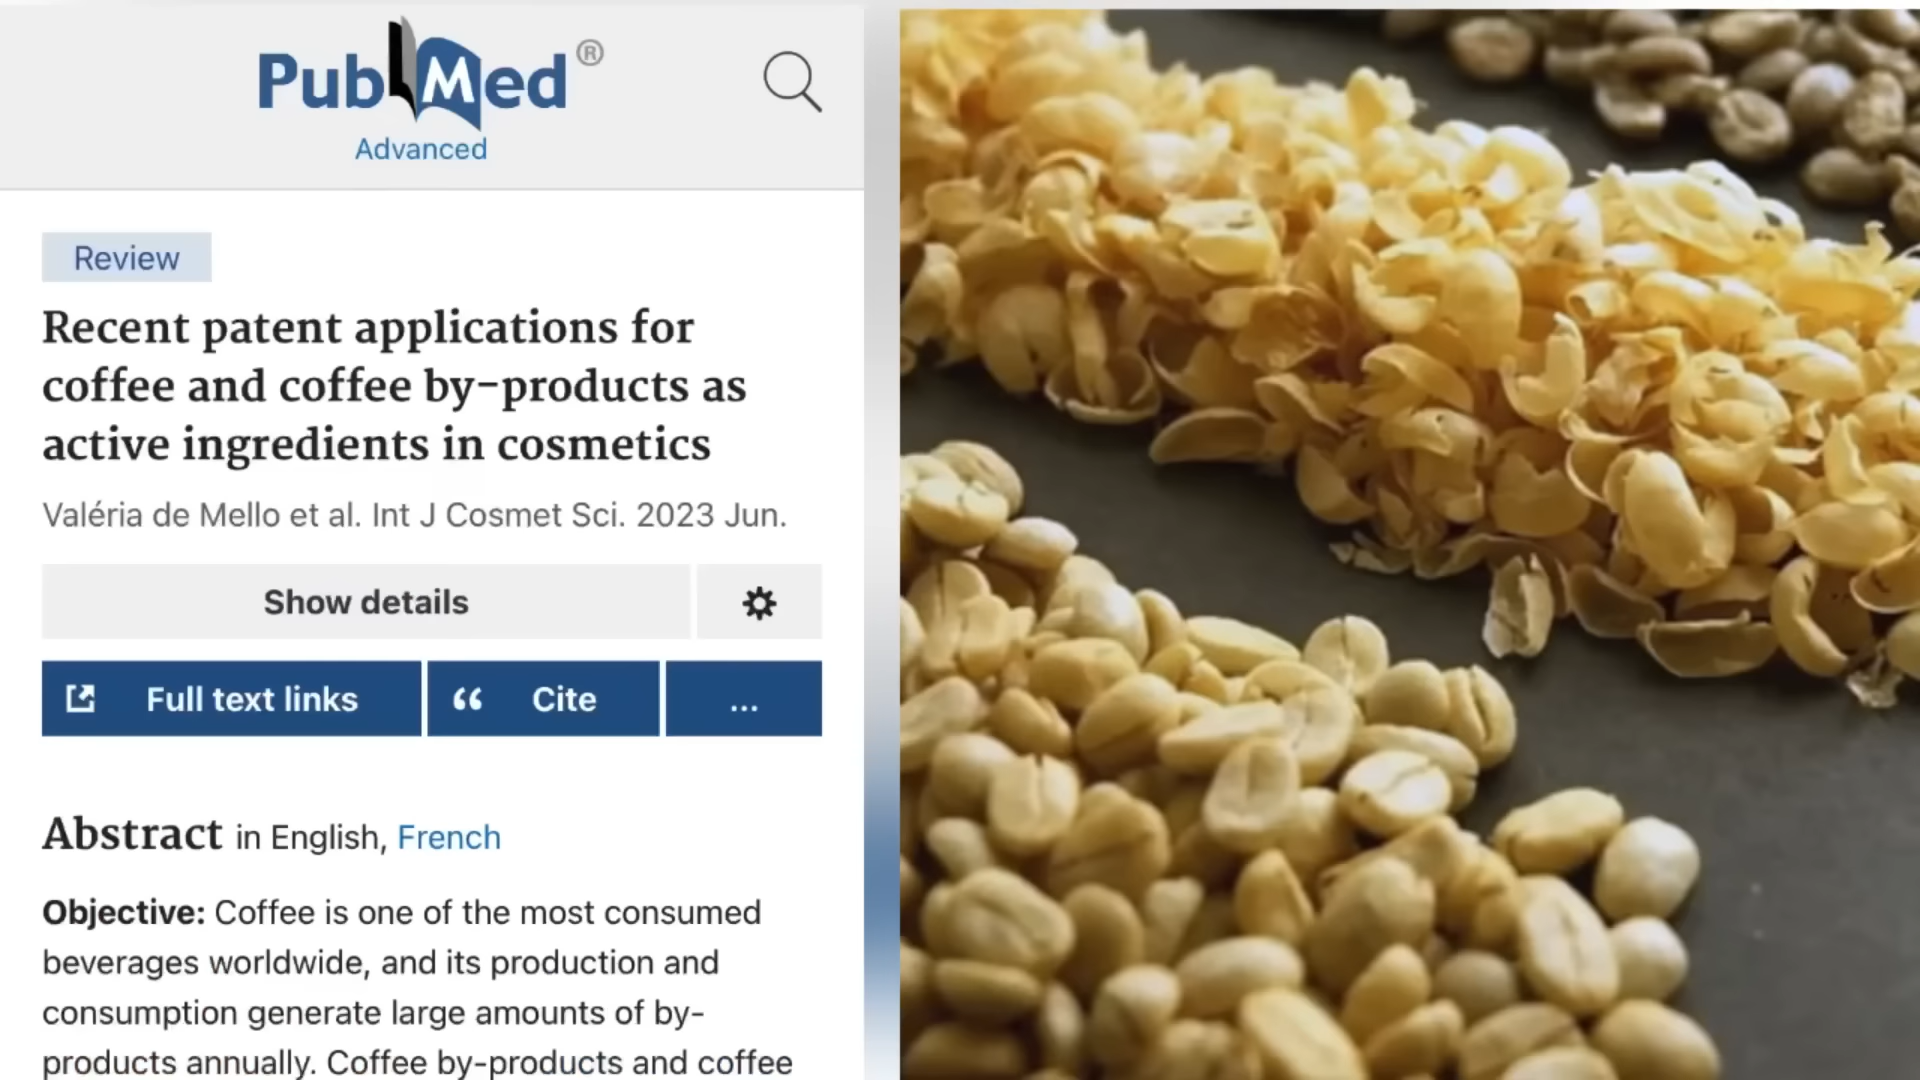 PubMed®
Advanced
Review
Recent patent applications for
coffee and coffee by-products as
active ingredients in cosmetics
Valéria de Mello et al. Int J Cosmet Sci. 2023 Jun.
Show details
Full text links
Cite
...
Abstract in English, French
Objective: Coffee is one of the most consumed
beverages worldwide, and its production and
consumption generate large amounts of by-
products annually. Coffee by-products and coffee